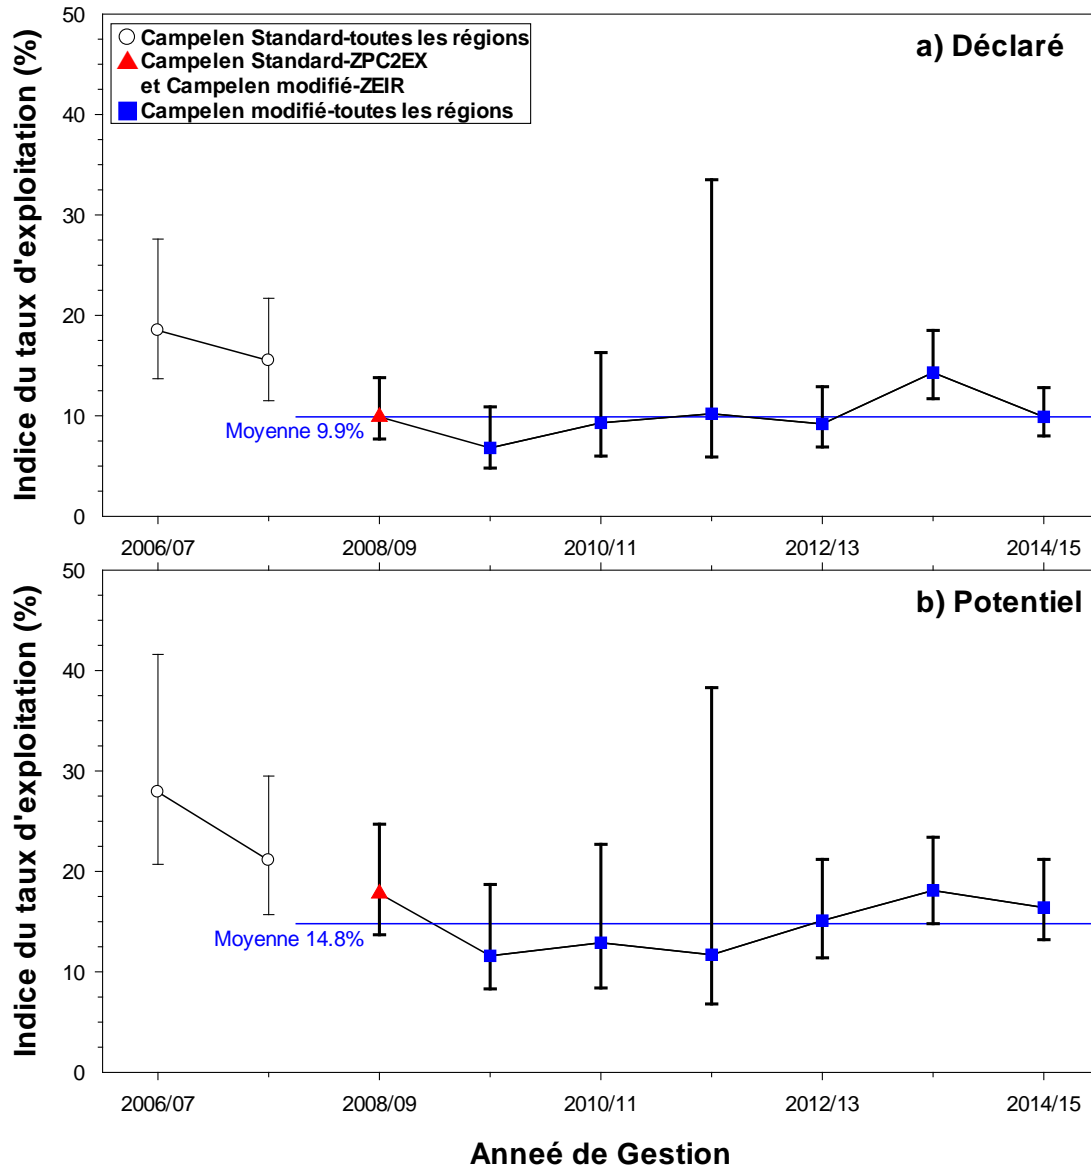 50
Campelen Standard-toutes les régions
Campelen Standard-ZPC2EX
et Campelen modifié-ZEIR
Campelen modifié-toutes les régions
a) Déclaré
40
30
20
10
0
Indice du taux d'exploitation (%)
Moyenne 9.9%
2006/07 2008/09 2010/11 2012/13 2014/15
50
b) Potentiel
40
30
20
10
0
Indice du taux d'exploitation (%)
Moyenne 14.8%
2006/07 2008/09 2010/11 2012/13 2014/15
Anneé de Gestion